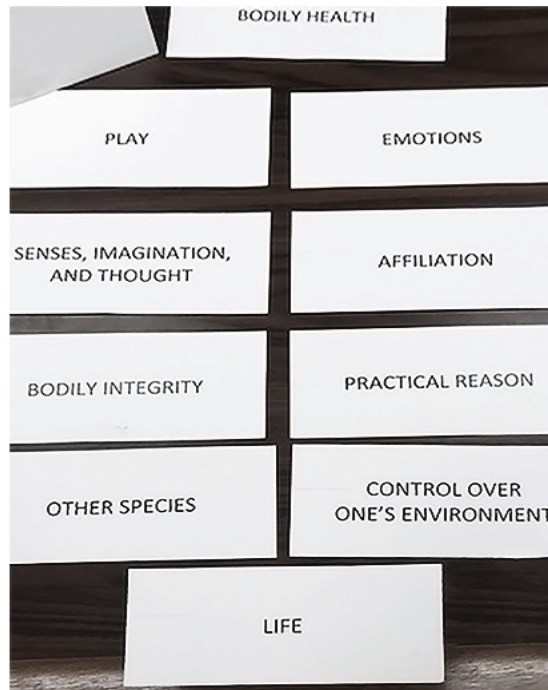 BODILY HEALTH
PLAY
EMOTIONS
SENSES, IMAGINATION,
AND THOUGHT
AFFILIATION
BODILY INTEGRITY
PRACTICAL REASON
OTHER SPECIES
CONTROL OVER
ONE'S ENVIRONMENT
LIFE